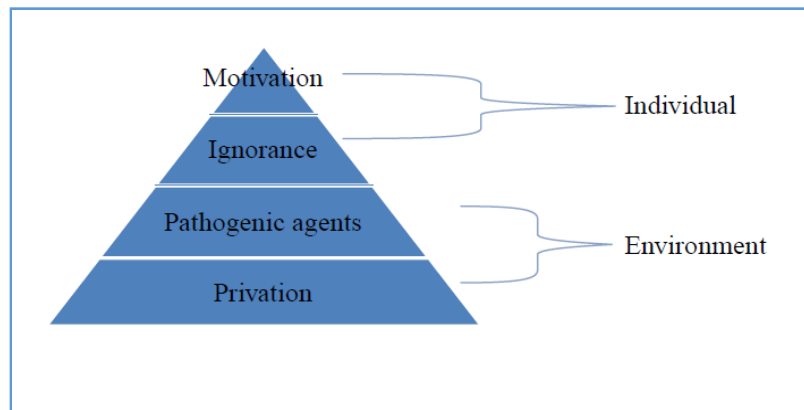 Motivation
Individual
Ignorance
Pathogenic agents
Environment
Privation